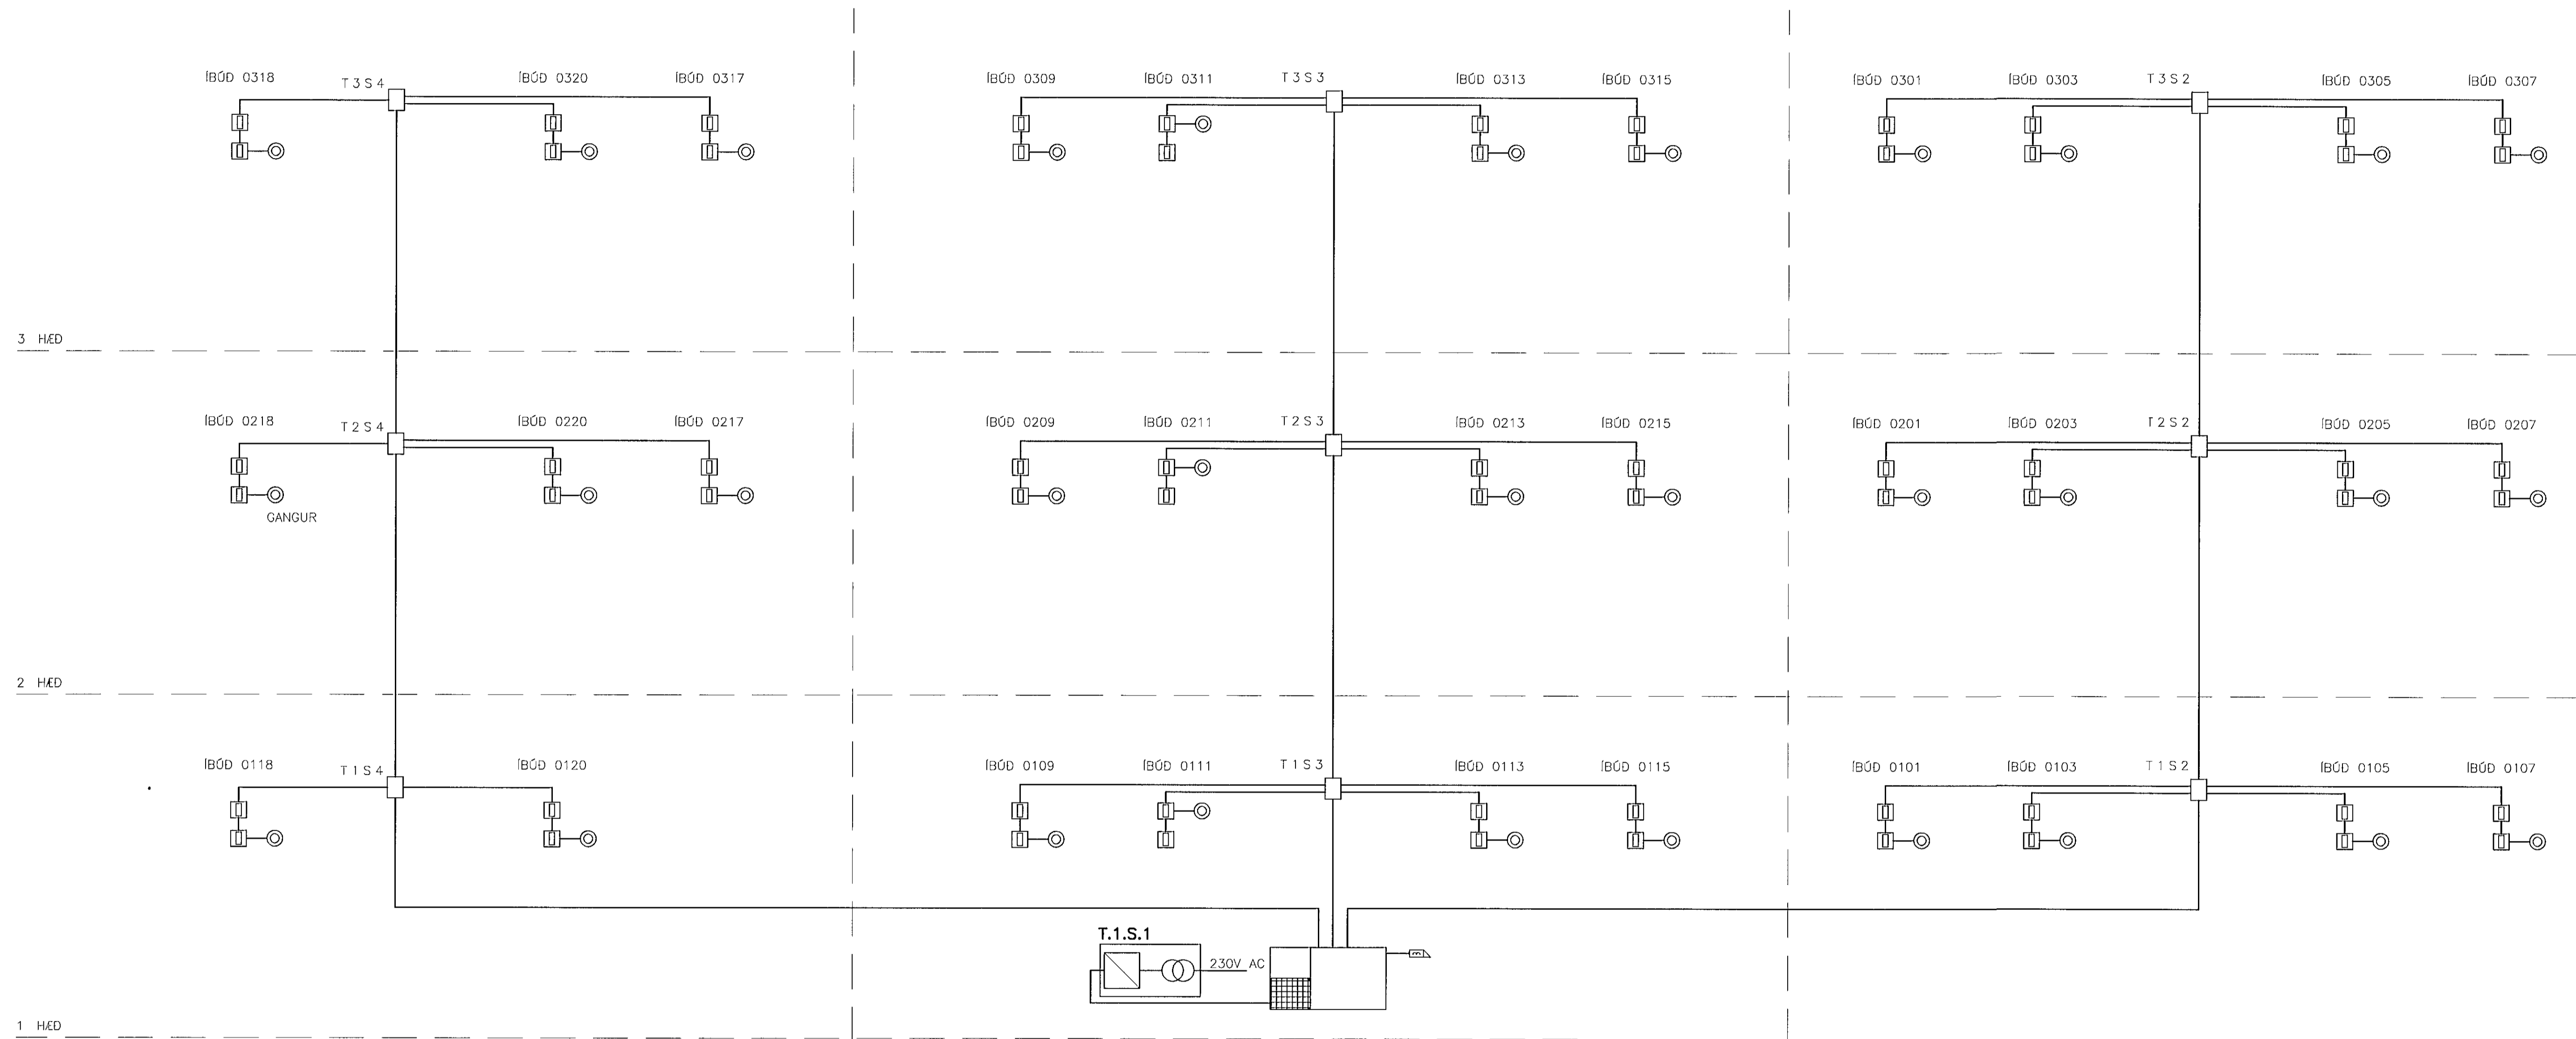 ÍBÚÐ 0318
T3S4
ÍBÚÐ 0320
ÍBÚÐ 0317
ÍBÚÐ 0309
ÍBÚÐ 0311
T3S3
ÍBÚÐ 0313
ÍBÚÐ 0315
ÍBÚÐ 0301
ÍBÚÐ 0303
T3S2
ÍBÚÐ 0305
ÍBÚÐ 0307
3 HÆÐ
ÍBÚÐ 0218
T2S4
ÍBÚÐ 0220
ÍBÚÐ 0217
GANGUR
ÍBÚÐ 0209
ÍBÚÐ 0211
T2S3
ÍBÚÐ 0213
ÍBÚÐ 0215
ÍBÚÐ 0201
ÍBÚÐ 0203
T2S2
ÍBÚÐ 0205
ÍBÚÐ 0207
2 HÆÐ
ÍBÚÐ 0118
T1S4
ÍBÚÐ 0120
ÍBÚÐ 0109
ÍBÚÐ 0111
T1S3
ÍBÚÐ 0113
ÍBÚÐ 0115
ÍBÚÐ 0101
ÍBÚÐ 0103
T1S2
ÍBÚÐ 0105
ÍBÚÐ 0107
T.1.S.1
230V AC
1 HÆÐ